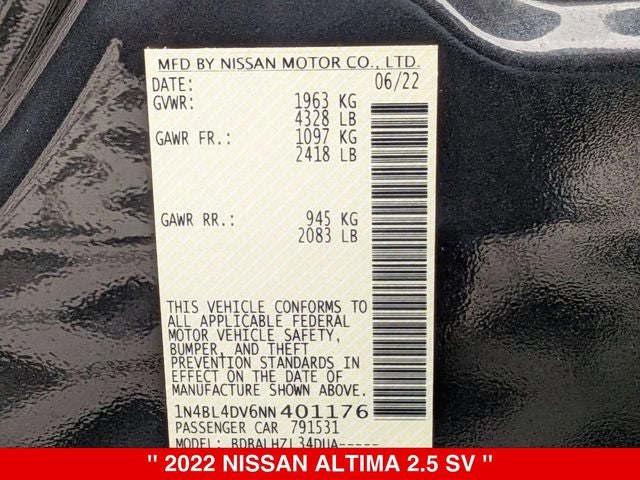 MFD BY NISSAN MOTOR CO., LTD.
DATE: 06/22
GVWR: 1963 KG
4328 LB
GAWR FR.: 1097 KG
2418 LB
GAWR RR.: 945 KG
2083 LB
THIS VEHICLE CONFORMS TO
ALL APPLICABLE FEDERAL
MOTOR VEHICLE SAFETY,
BUMPER, AND THEFT
PREVENTION STANDARDS IN
EFFECT ON THE DATE OF
MANUFACTURE SHOWN ABOVE.
1N4BL4DV6NN401176
PASSENGER CAR 791531
MODEL: BDBALHZL34DUA-----
" 2022 NISSAN ALTIMA 2.5 SV "